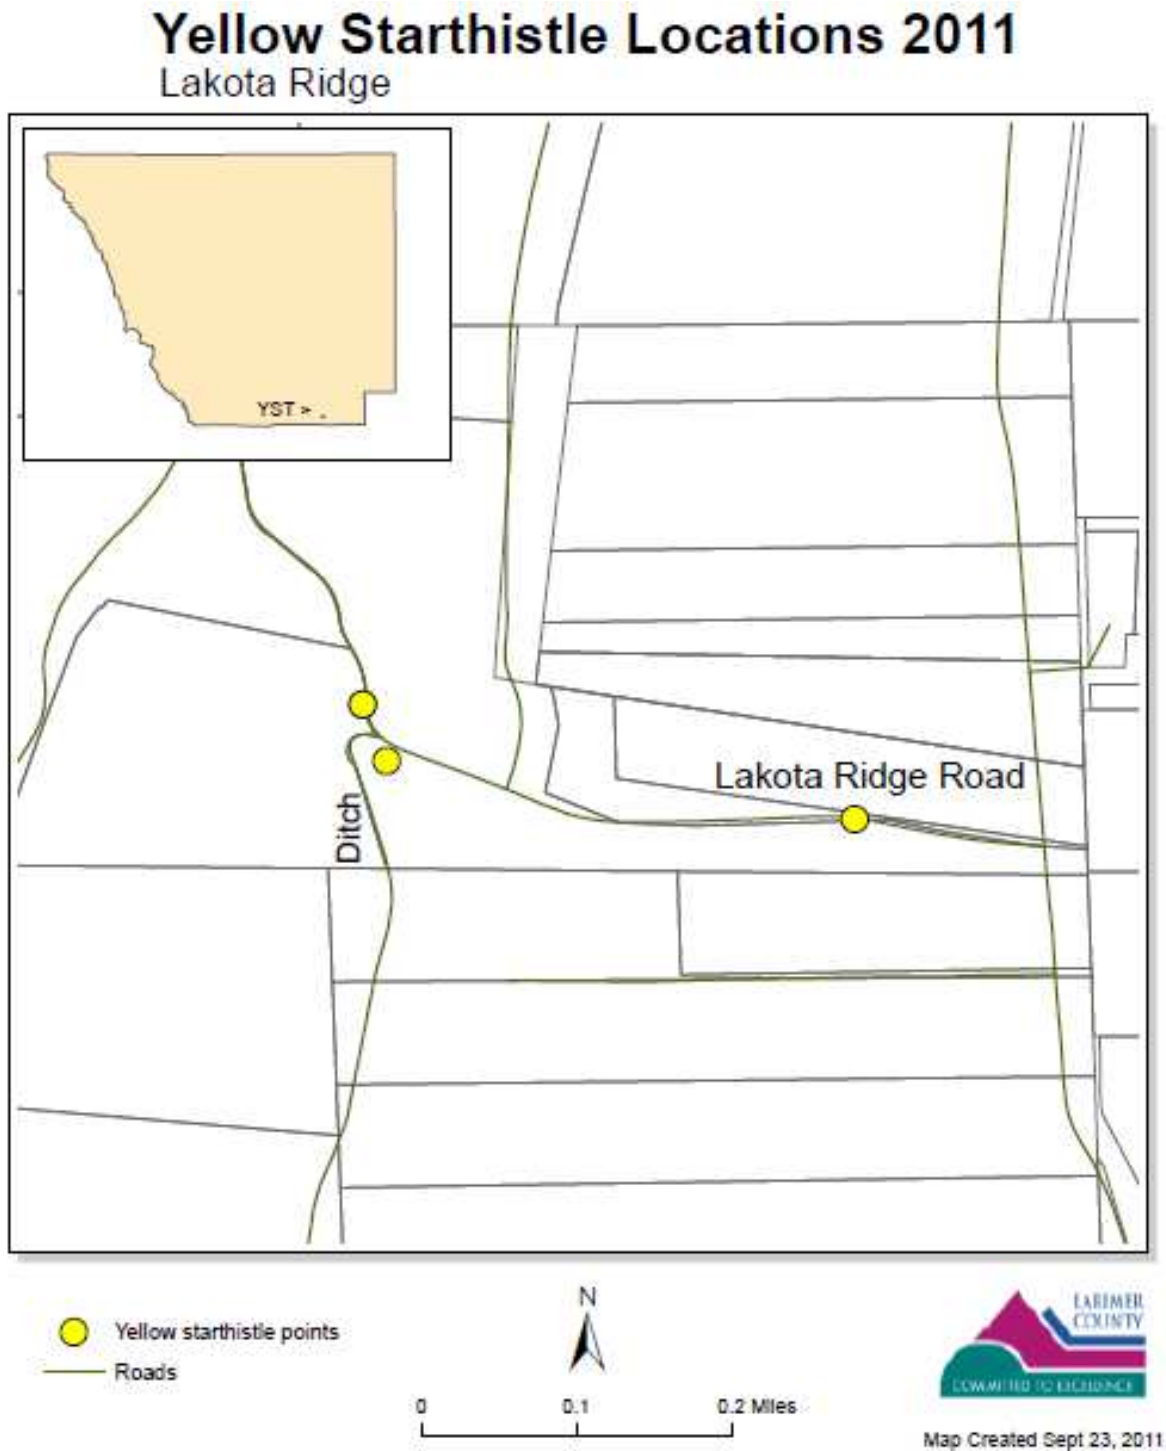 Yellow Starthistle Locations 2011
Lakota Ridge
YST >
Lakota Ridge Road
Ditch
N
Yellow starthistle points
Roads
0 0.1 0.2 Miles
LARIMER
COUNTY
COMMITTED TO EXCELLENCE
Map Created Sept 23, 2011